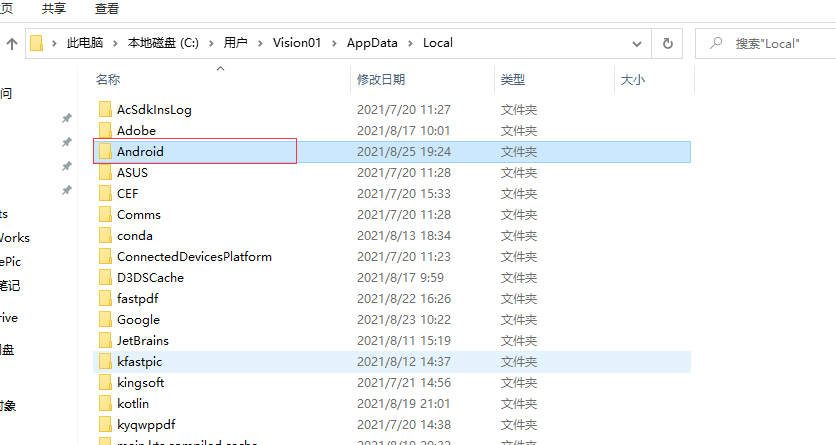 页 共享 查看
此电脑 › 本地磁盘 (C:) › 用户 › Vision01 › AppData › Local 搜索"Local"
名称 修改日期 类型 大小
问
AcSdkInsLog 2021/7/20 11:27 文件夹
Adobe 2021/8/17 10:01 文件夹
Android 2021/8/25 19:24 文件夹
ASUS 2021/7/20 11:28 文件夹
CEF 2021/7/20 15:33 文件夹
ts Comms 2021/7/20 11:28 文件夹
Works conda 2021/8/13 18:34 文件夹
ePic ConnectedDevicesPlatform 2021/7/20 11:23 文件夹
笔记 D3DSCache 2021/8/17 9:59 文件夹
fastpdf 2021/8/22 16:26 文件夹
rive Google 2021/8/23 10:22 文件夹
盘 JetBrains 2021/8/11 15:19 文件夹
kfastpic 2021/8/12 14:37 文件夹
kingsoft 2021/7/21 14:56 文件夹
对象 kotlin 2021/8/19 21:01 文件夹
kyqwppdf 2021/7/20 14:38 文件夹